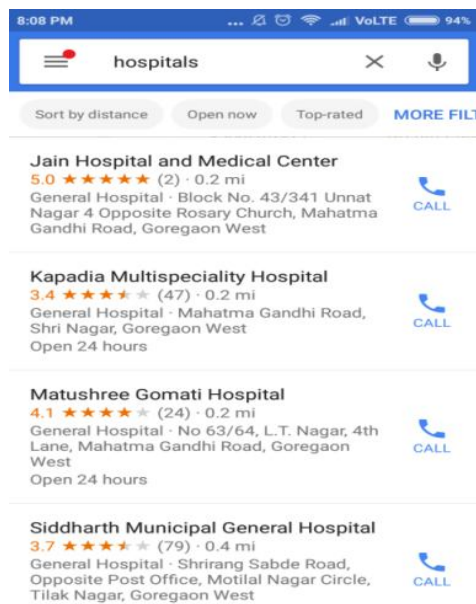 8:08 PM ... VoLTE 94%
hospitals
Sort by distance Open now Top-rated MORE FILT
Jain Hospital and Medical Center
5.0 ★★★★★ (2) · 0.2 mi
General Hospital · Block No. 43/341 Unnat
Nagar 4 Opposite Rosary Church, Mahatma
Gandhi Road, Goregaon West
CALL
Kapadia Multispeciality Hospital
3.4 ★★★★★ (47) · 0.2 mi
General Hospital · Mahatma Gandhi Road,
Shri Nagar, Goregaon West
Open 24 hours
CALL
Matushree Gomati Hospital
4.1 ★★★★★ (24) · 0.2 mi
General Hospital · No 63/64, L.T. Nagar, 4th
Lane, Mahatma Gandhi Road, Goregaon
West
Open 24 hours
CALL
Siddharth Municipal General Hospital
3.7 ★★★★★ (79) · 0.4 mi
General Hospital · Shrirang Sabde Road,
Opposite Post Office, Motilal Nagar Circle,
Tilak Nagar, Goregaon West
CALL